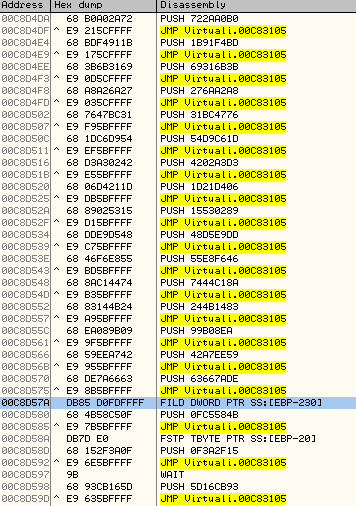 Address Hex dump Disassembly
00C8D4DA 68 B0A02A72 PUSH 722AA0B0
00C8D4DF ^ E9 215CFFFF JMP Virtuali.00C83105
00C8D4E4 68 BDF4911B PUSH 1B91F4BD
00C8D4E9 ^ E9 175CFFFF JMP Virtuali.00C83105
00C8D4EE 68 3B6B3169 PUSH 69316B3B
00C8D4F3 ^ E9 0D5CFFFF JMP Virtuali.00C83105
00C8D4F8 68 A8A26A27 PUSH 276AA2A8
00C8D4FD ^ E9 035CFFFF JMP Virtuali.00C83105
00C8D502 68 7647BC31 PUSH 31BC4776
00C8D507 ^ E9 F95BFFFF JMP Virtuali.00C83105
00C8D50C 68 1DC6D954 PUSH 54D9C61D
00C8D511 ^ E9 EF5BFFFF JMP Virtuali.00C83105
00C8D516 68 D3A30242 PUSH 4202A3D3
00C8D51B ^ E9 E55BFFFF JMP Virtuali.00C83105
00C8D520 68 06D4211D PUSH 1D21D406
00C8D525 ^ E9 DB5BFFFF JMP Virtuali.00C83105
00C8D52A 68 89025315 PUSH 15530289
00C8D52F ^ E9 D15BFFFF JMP Virtuali.00C83105
00C8D534 68 DDE9D548 PUSH 48D5E9DD
00C8D539 ^ E9 C75BFFFF JMP Virtuali.00C83105
00C8D53E 68 46F6E855 PUSH 55E8F646
00C8D543 ^ E9 BD5BFFFF JMP Virtuali.00C83105
00C8D548 68 8AC14474 PUSH 7444C18A
00C8D54D ^ E9 B35BFFFF JMP Virtuali.00C83105
00C8D552 68 83144B24 PUSH 244B1483
00C8D557 ^ E9 A95BFFFF JMP Virtuali.00C83105
00C8D55C 68 EA089B09 PUSH 99B08EA
00C8D561 ^ E9 9F5BFFFF JMP Virtuali.00C83105
00C8D566 68 59EEA742 PUSH 42A7EE59
00C8D56B ^ E9 955BFFFF JMP Virtuali.00C83105
00C8D570 68 DE7A6663 PUSH 63667ADE
00C8D575 ^ E9 8B5BFFFF JMP Virtuali.00C83105
00C8D57A DB85 D0FDFFFF FILD DWORD PTR SS:[EBP-230]
00C8D580 68 4B58C50F PUSH 0FC5584B
00C8D585 ^ E9 7B5BFFFF JMP Virtuali.00C83105
00C8D58A DB7D E0 FSTP TBYTE PTR SS:[EBP-20]
00C8D58D 68 152F3A0F PUSH 0F3A2F15
00C8D592 ^ E9 6E5BFFFF JMP Virtuali.00C83105
00C8D597 9B WAIT
00C8D598 68 93CB165D PUSH 5D16CB93
00C8D59D ^ E9 635BFFFF JMP Virtuali.00C83105